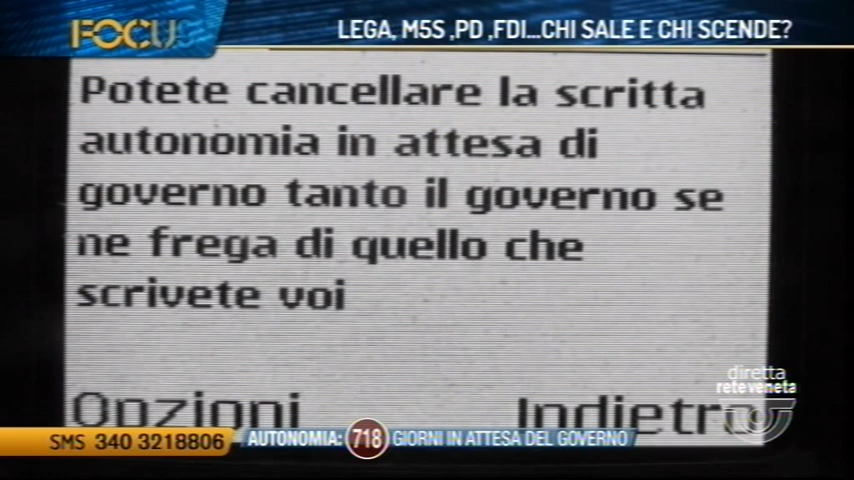 FOCUS
LEGA, M5S ,PD ,FDI...CHI SALE E CHI SCENDE?
Potete cancellare la scritta
autonomia in attesa di
governo tanto il governo se
ne frega di quello che
scrivete voi
Opzioni
Indietro
diretta
reteveneta
SMS 340 3218806
AUTONOMIA: 718 GIORNI IN ATTESA DEL GOVERNO